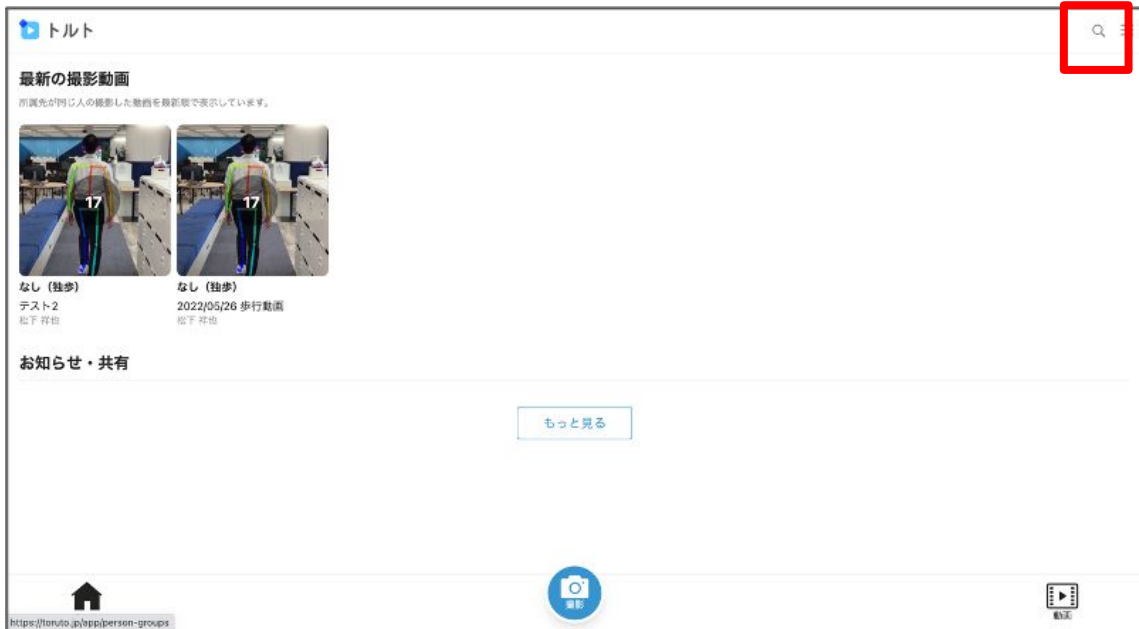 トルト
最新の撮影動画
所属先が同じ人の撮影した動画を最新順で表示しています。
17
17
なし（独歩）
なし（独歩）
テスト2
2022/05/26 歩行動画
松下 祥也
松下 祥也
お知らせ・共有
もっと見る
撮影
動画
https://toruto.jp/app/person-groups